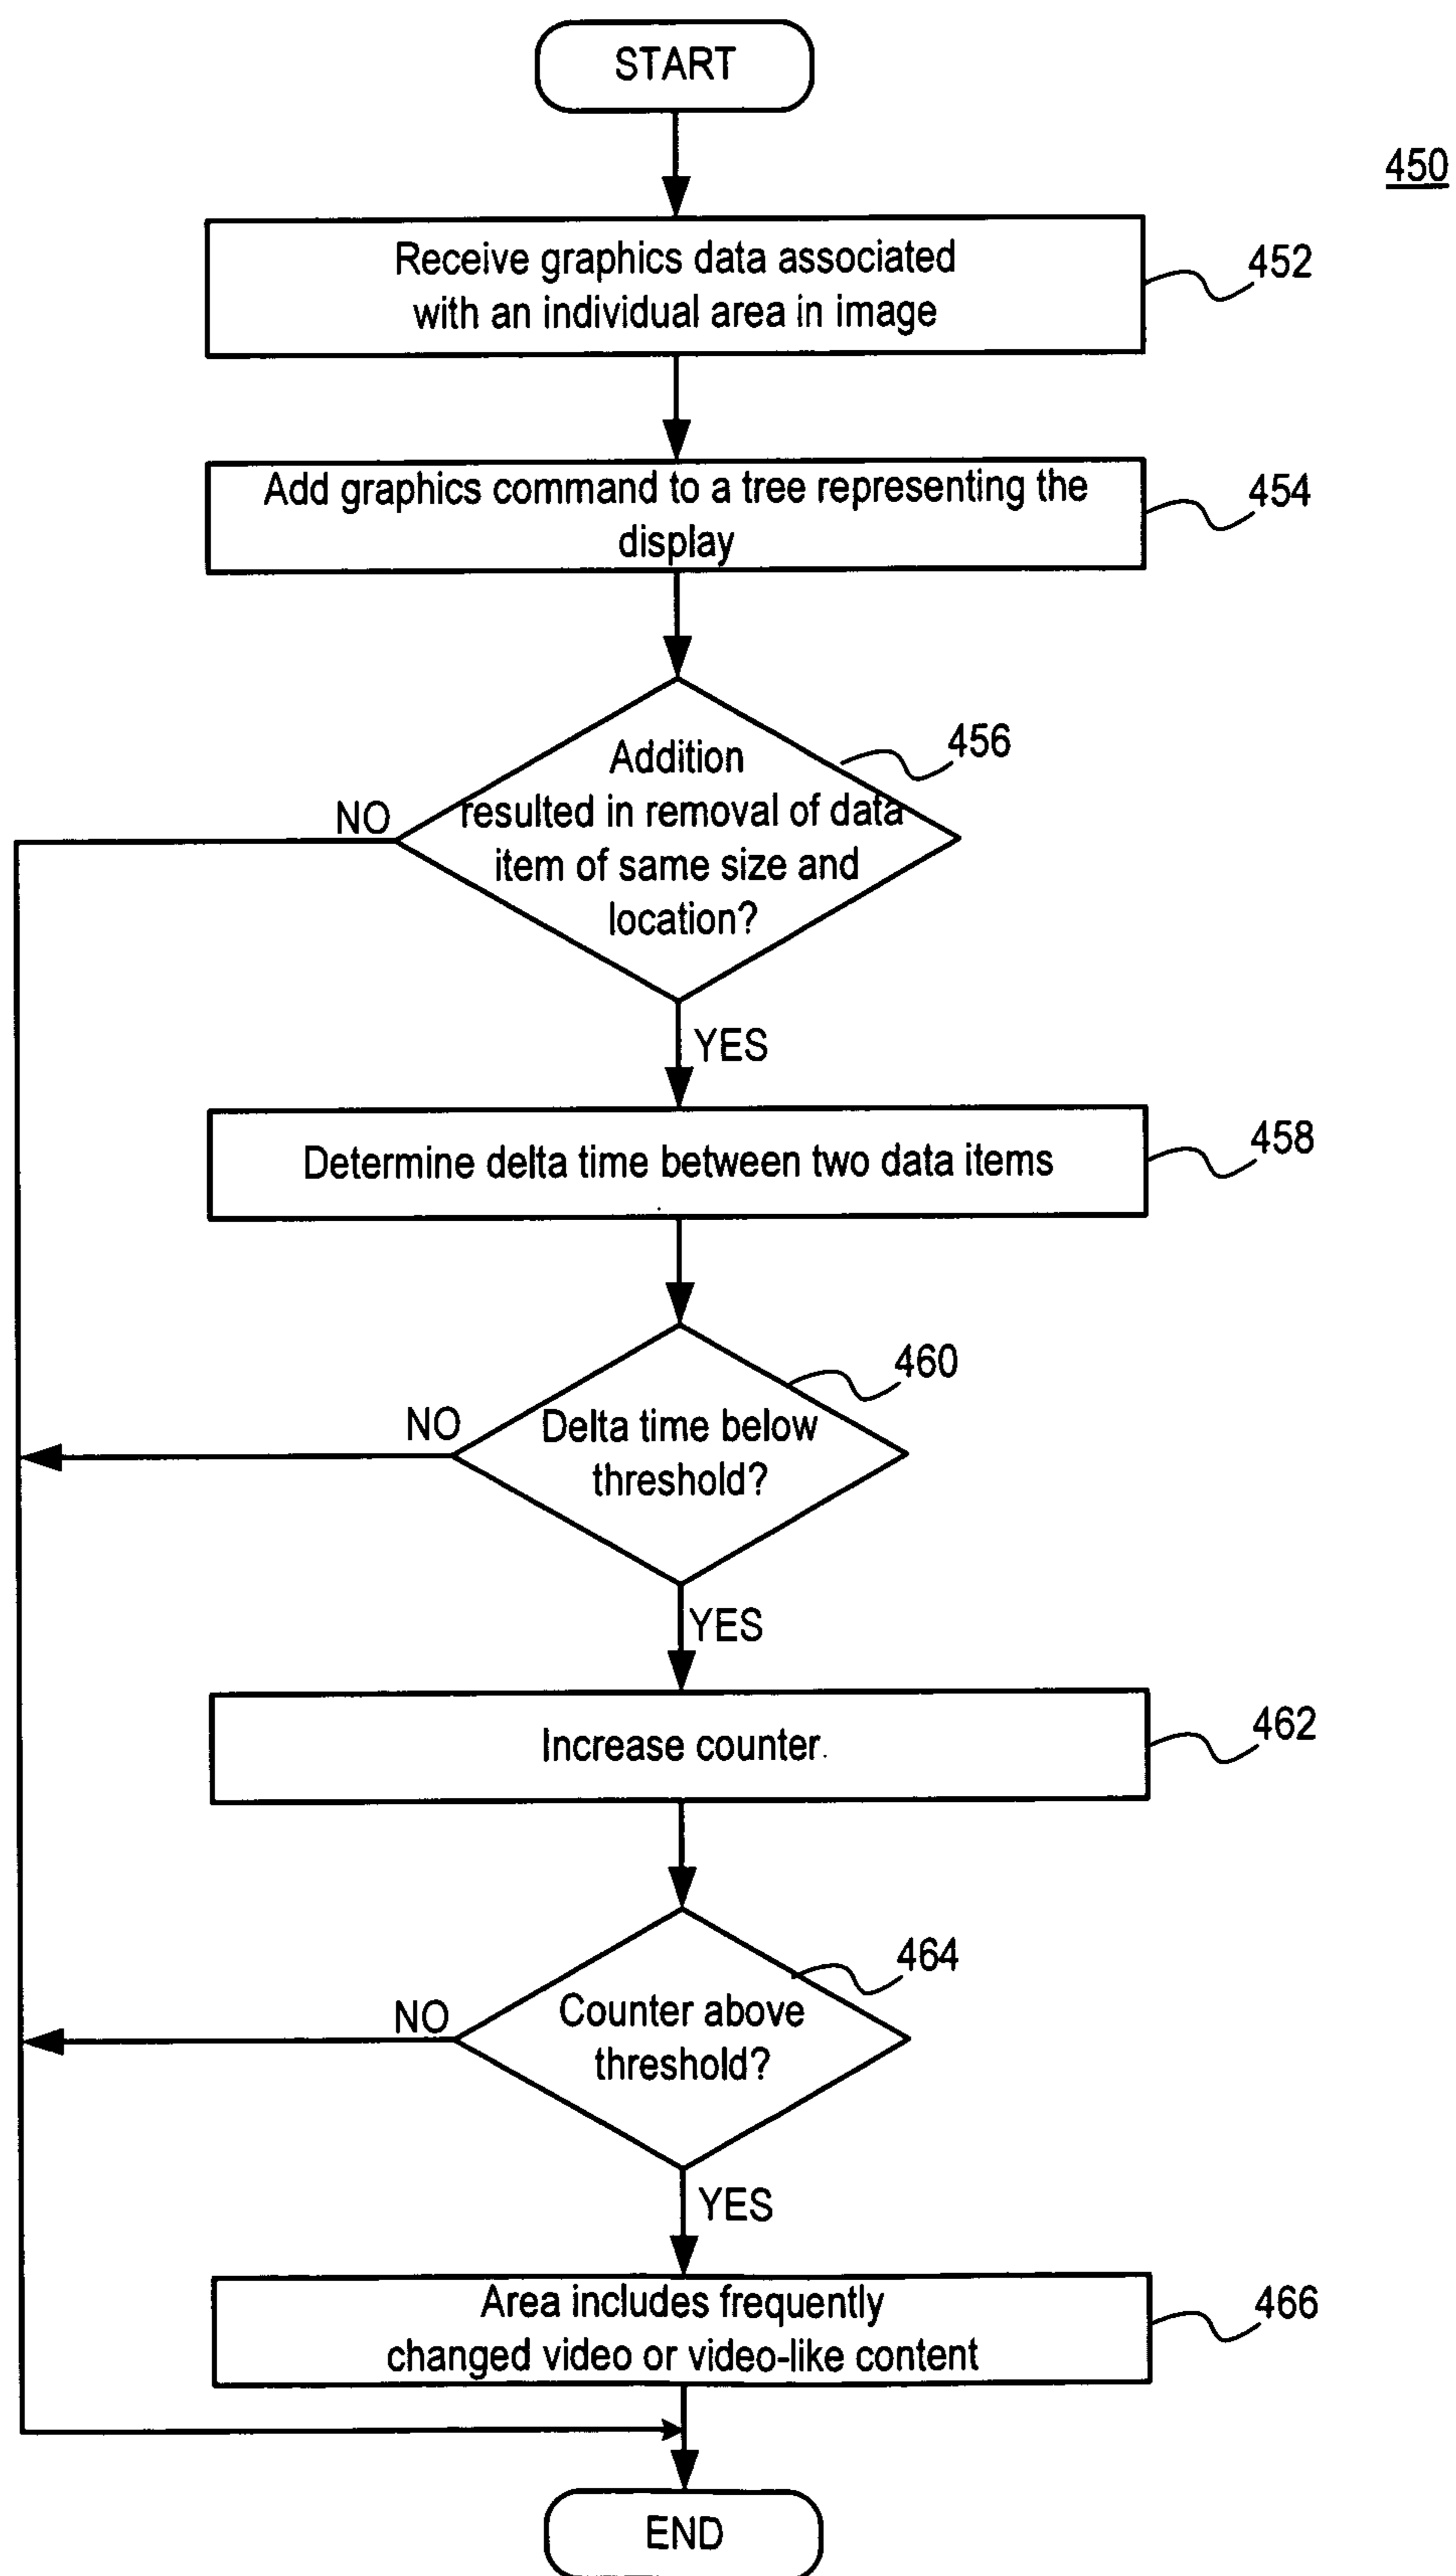 START
450
Receive graphics data associated
with an individual area in image
452
Add graphics command to a tree representing the
display
454
Addition
resulted in removal of data
item of same size and
location?
456
NO
YES
Determine delta time between two data items
458
Delta time below
threshold?
460
NO
YES
Increase counter.
462
Counter above
threshold?
464
NO
YES
Area includes frequently
changed video or video-like content
466
END